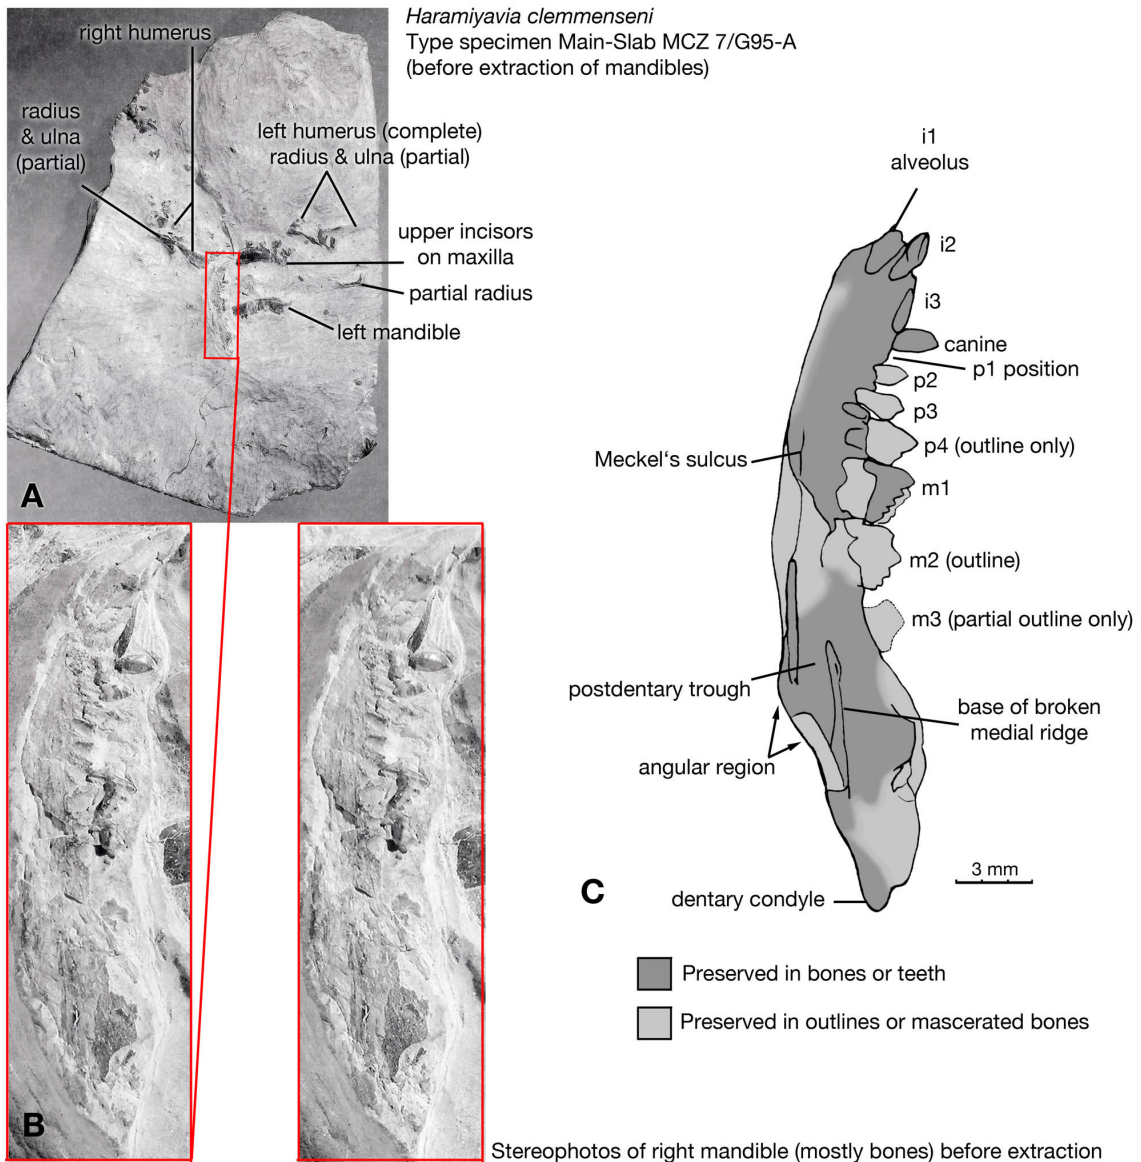 Haramiyavia clemmenseni
Type specimen Main-Slab MCZ 7/G95-A
(before extraction of mandibles)
right humerus
radius
& ulna
(partial)
left humerus (complete)
radius & ulna (partial)
upper incisors
on maxilla
partial radius
left mandible
A
i1
alveolus
i2
i3
canine
p1 position
p2
p3
p4 (outline only)
Meckel‘s sulcus
m1
m2 (outline)
m3 (partial outline only)
postdentary trough
base of broken
medial ridge
angular region
3 mm
C
dentary condyle
Preserved in bones or teeth
Preserved in outlines or mascerated bones
B
Stereophotos of right mandible (mostly bones) before extraction